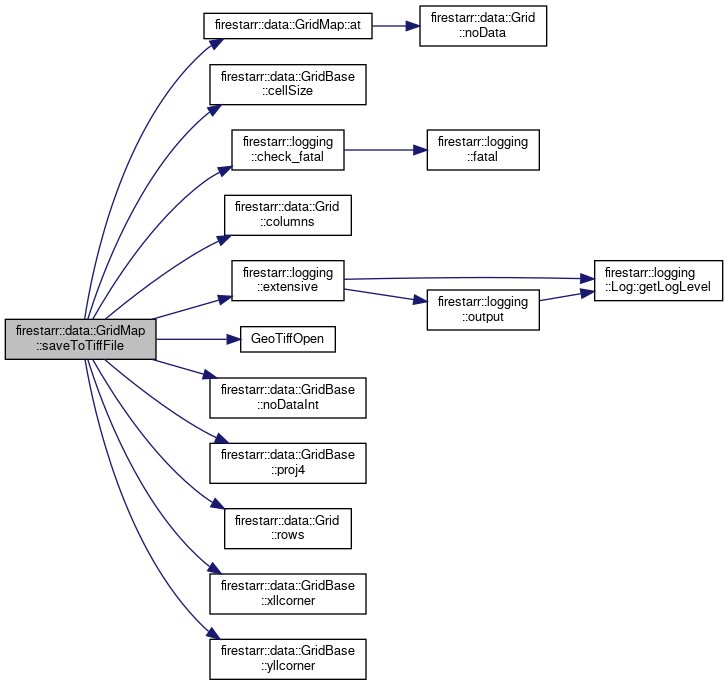 firestarr::data::GridMap::at
firestarr::data::Grid
::noData
firestarr::data::GridBase
::cellSize
firestarr::logging
::check_fatal
firestarr::logging
::fatal
firestarr::data::Grid
::columns
firestarr::logging
::extensive
firestarr::logging
::Log::getLogLevel
firestarr::logging
::output
firestarr::data::GridMap
::saveToTiffFile
GeoTiffOpen
firestarr::data::GridBase
::noDataInt
firestarr::data::GridBase
::proj4
firestarr::data::Grid
::rows
firestarr::data::GridBase
::xllcorner
firestarr::data::GridBase
::yllcorner